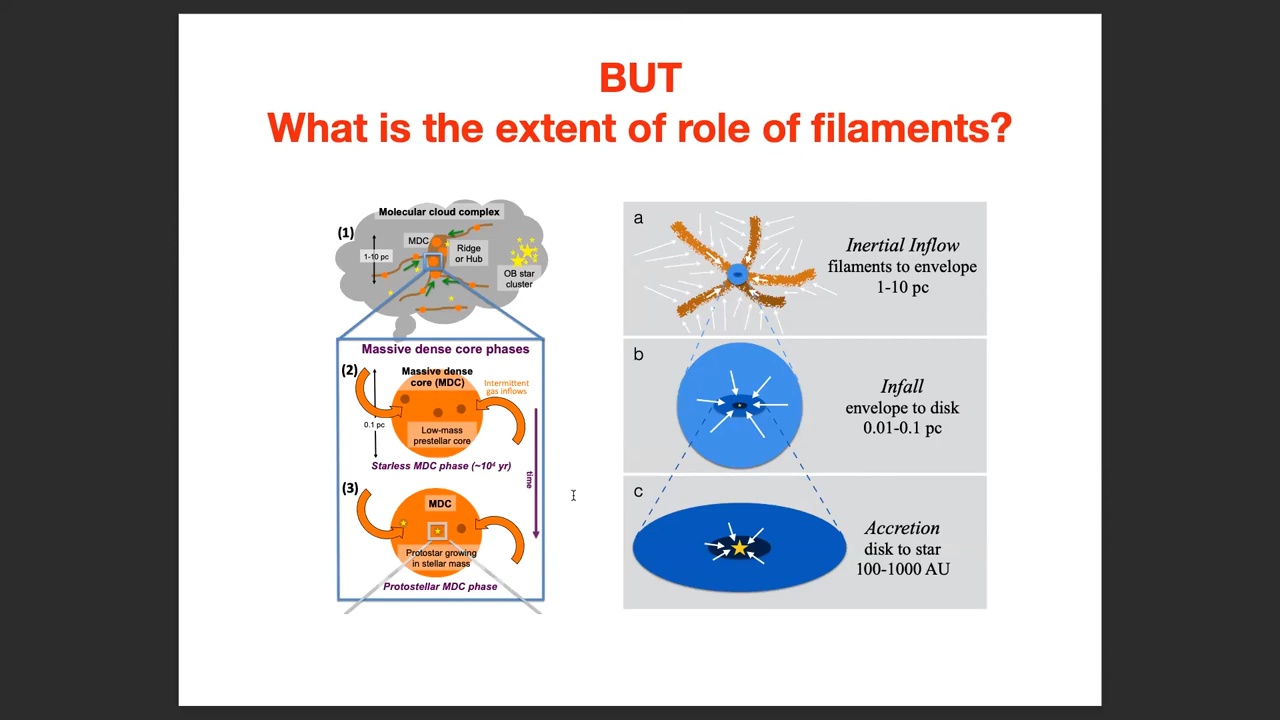 BUT
What is the extent of role of filaments?
Molecular cloud complex
(1)
MDC
1-10 pc
Ridge
or Hub
OB star
cluster
Massive dense core phases
(2)
Massive dense
core (MDC)
Intermittent
gas inflows
0.1 pc
Low-mass
prestellar core
Starless MDC phase (~10⁴ yr)
time
(3)
MDC
Protostar growing
in stellar mass
Protostellar MDC phase
a
Inertial Inflow
filaments to envelope
1-10 pc
b
Infall
envelope to disk
0.01-0.1 pc
c
Accretion
disk to star
100-1000 AU